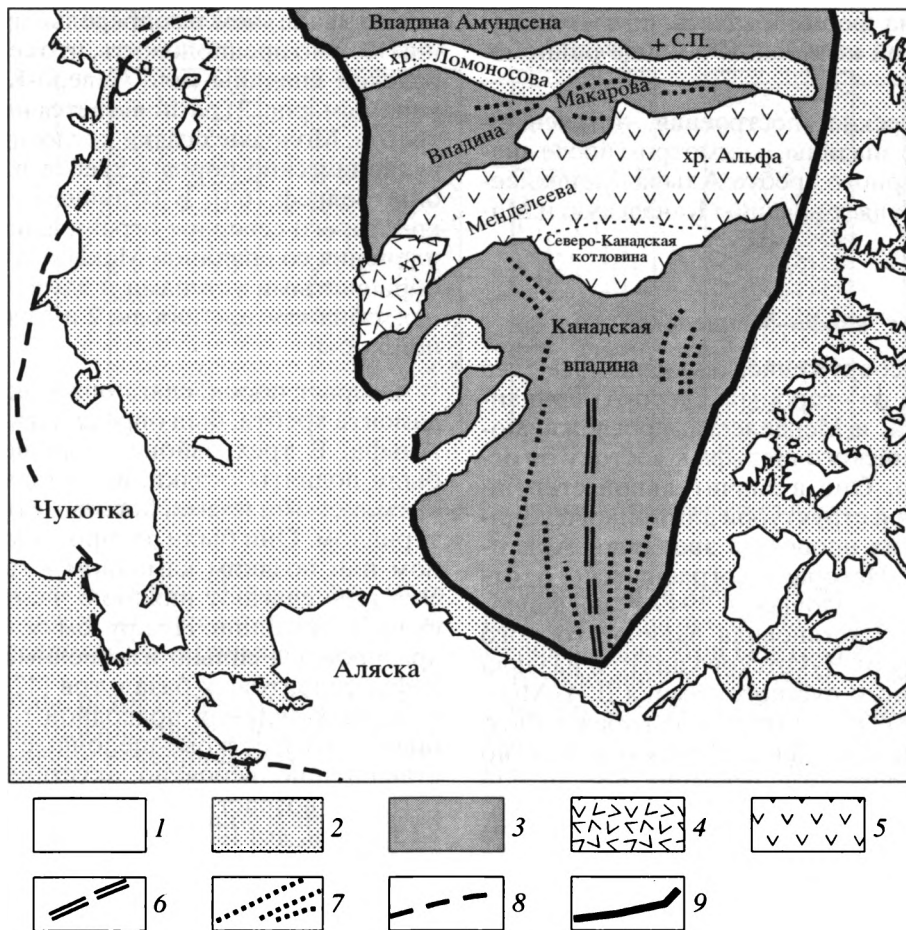 Впадина Амундсена
+ С.П.
хр. Ломоносова
Впадина Макарова
хр. Альфа
хр. Менделеева
Северо-Канадская
котловина
Канадская
впадина
Чукотка
Аляска
1 2 3 4 5
6 7 8 9